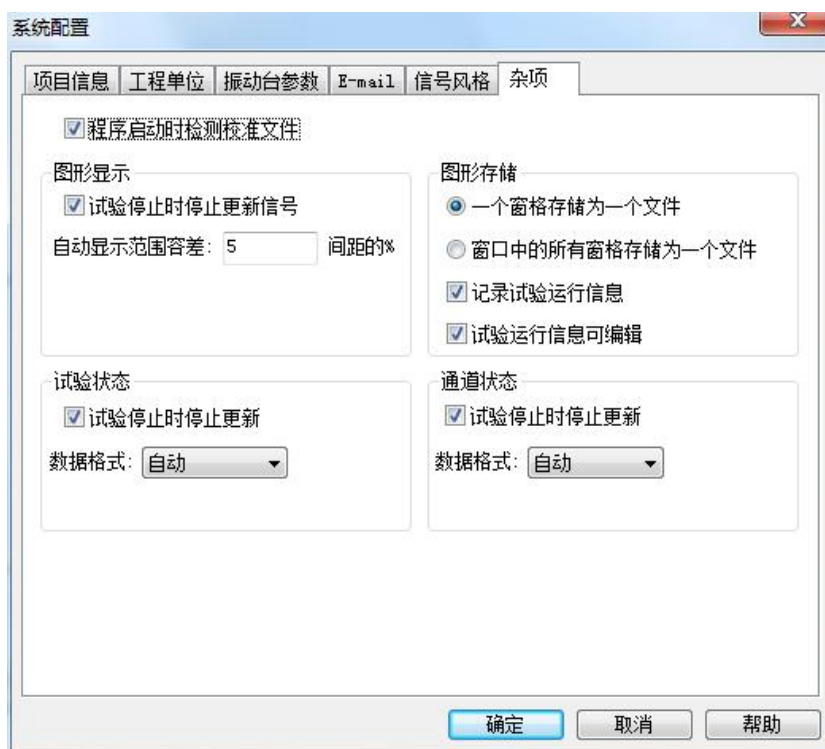 系统配置
项目信息 工程单位 振动台参数 E-mail 信号风格 杂项
程序启动时检测校准文件
图形显示
试验停止时停止更新信号
自动显示范围容差: 5 间距的%
图形存储
一个窗格存储为一个文件
窗口中的所有窗格存储为一个文件
记录试验运行信息
试验运行信息可编辑
试验状态
试验停止时停止更新
数据格式: 自动
通道状态
试验停止时停止更新
数据格式: 自动
确定 取消 帮助